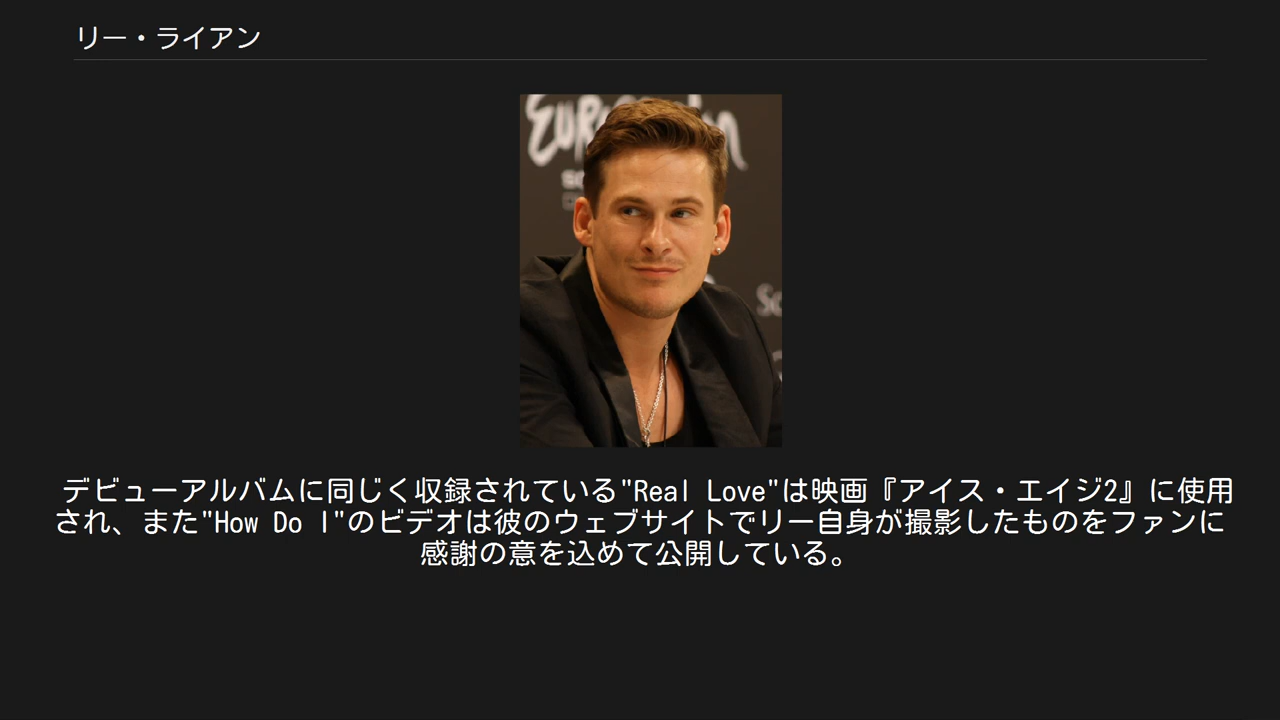 リー・ライアン
デビューアルバムに同じく収録されている"Real Love"は映画『アイス・エイジ2』に使用
され、また"How Do I"のビデオは彼のウェブサイトでリー自身が撮影したものをファンに
感謝の意を込めて公開している。